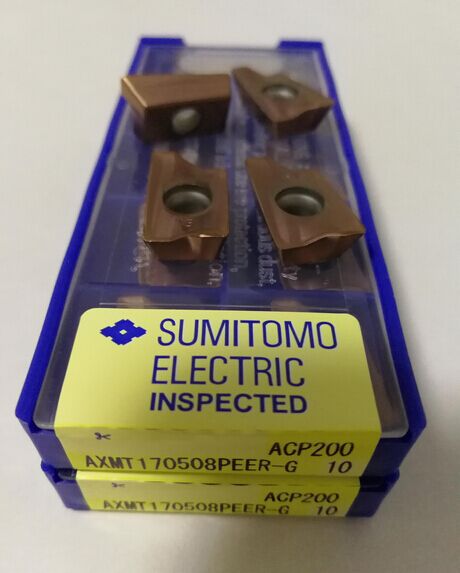 SUMITOMO
ELECTRIC
INSPECTED
ACP200
AXMT170508PEER-G 10
ACP200
AXMT170508PEER-G 10